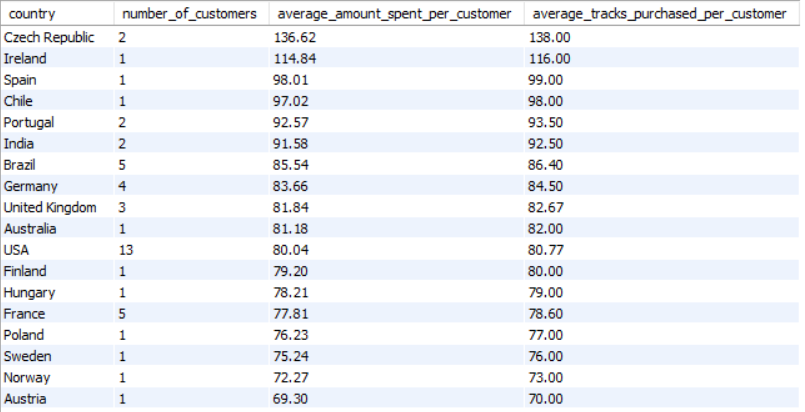 country number_of_customers average_amount_spent_per_customer average_tracks_purchased_per_customer
Czech Republic 2 136.62 138.00
Ireland 1 114.84 116.00
Spain 1 98.01 99.00
Chile 1 97.02 98.00
Portugal 2 92.57 93.50
India 2 91.58 92.50
Brazil 5 85.54 86.40
Germany 4 83.66 84.50
United Kingdom 3 81.84 82.67
Australia 1 81.18 82.00
USA 13 80.04 80.77
Finland 1 79.20 80.00
Hungary 1 78.21 79.00
France 5 77.81 78.60
Poland 1 76.23 77.00
Sweden 1 75.24 76.00
Norway 1 72.27 73.00
Austria 1 69.30 70.00